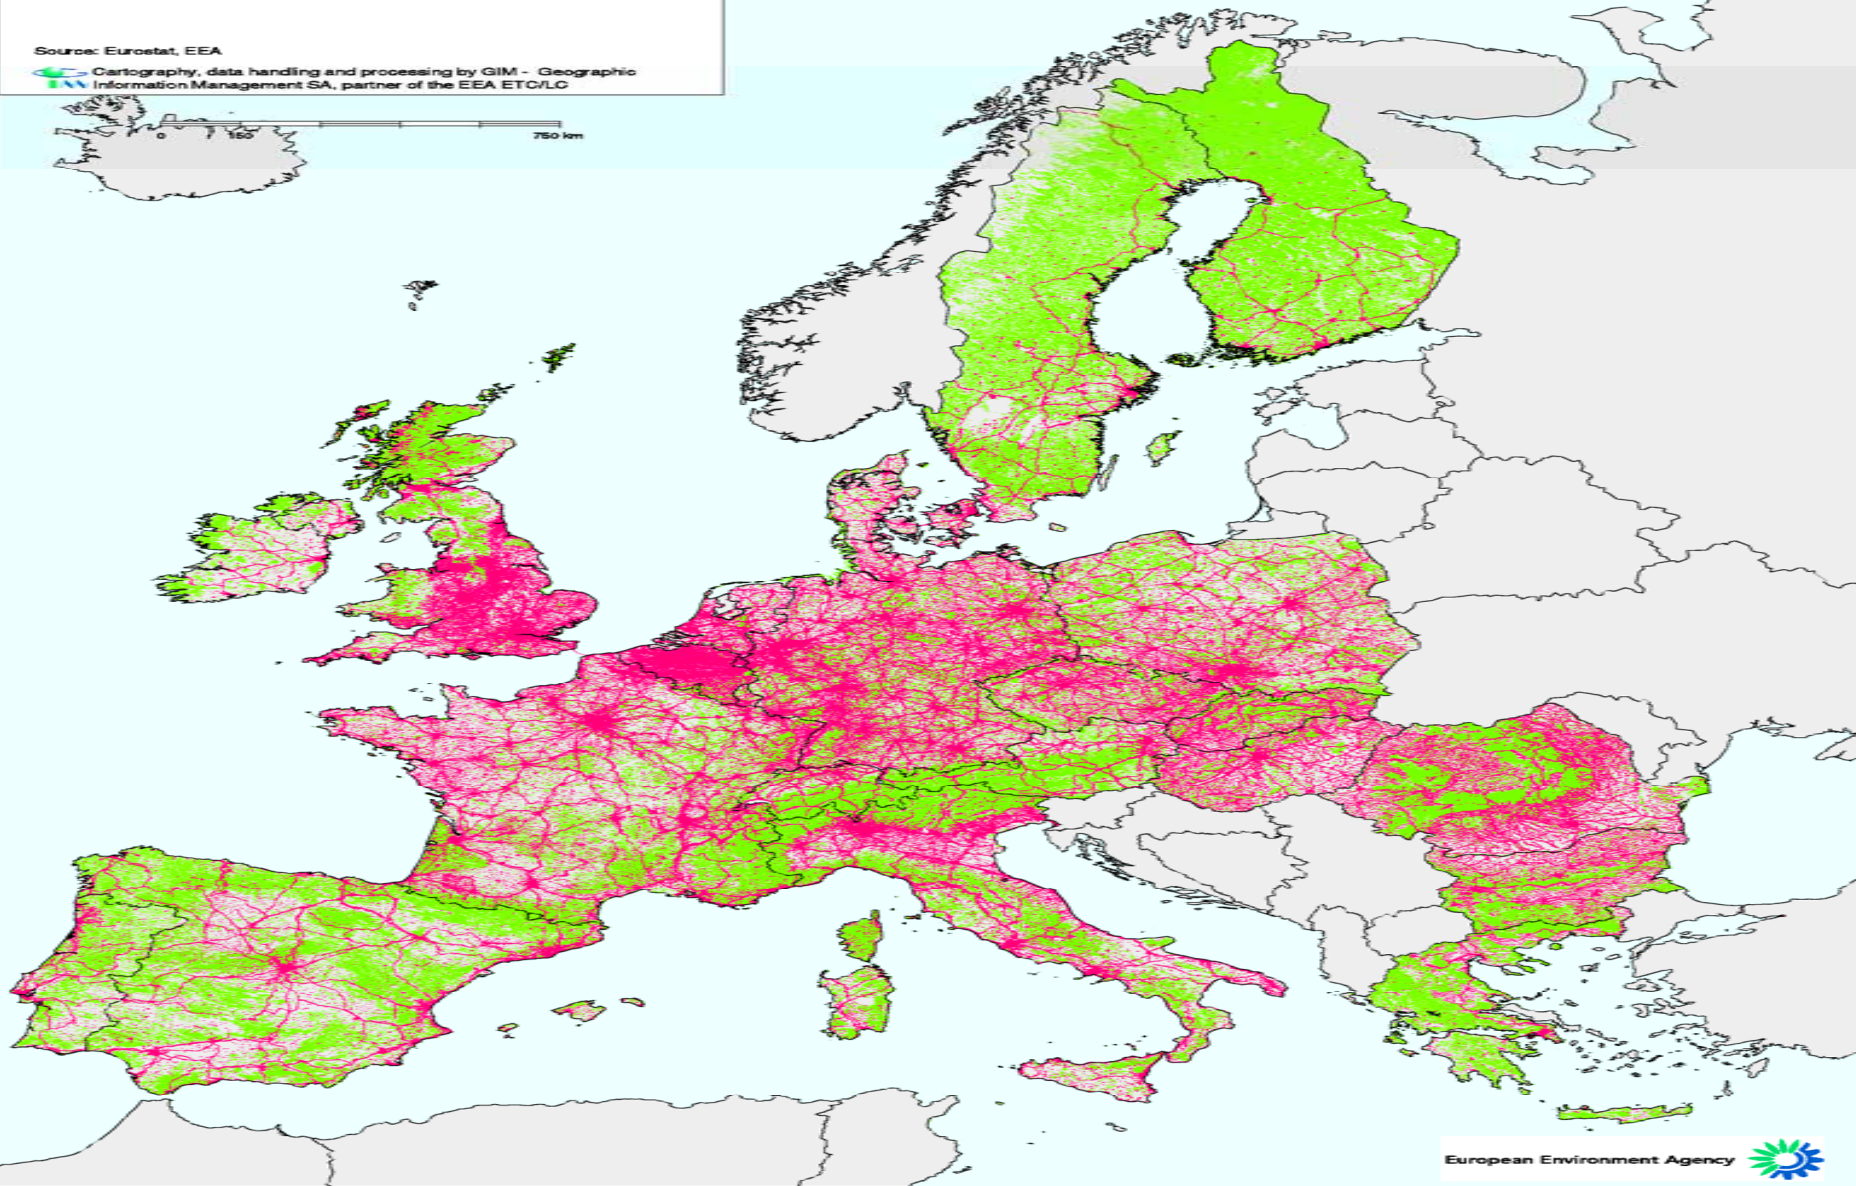 Source: Eurostat, EEA
Cartography, data handling and processing by GIM - Geographic
Information Management SA, partner of the EEA ETC/LC
0 150 750 km
European Environment Agency